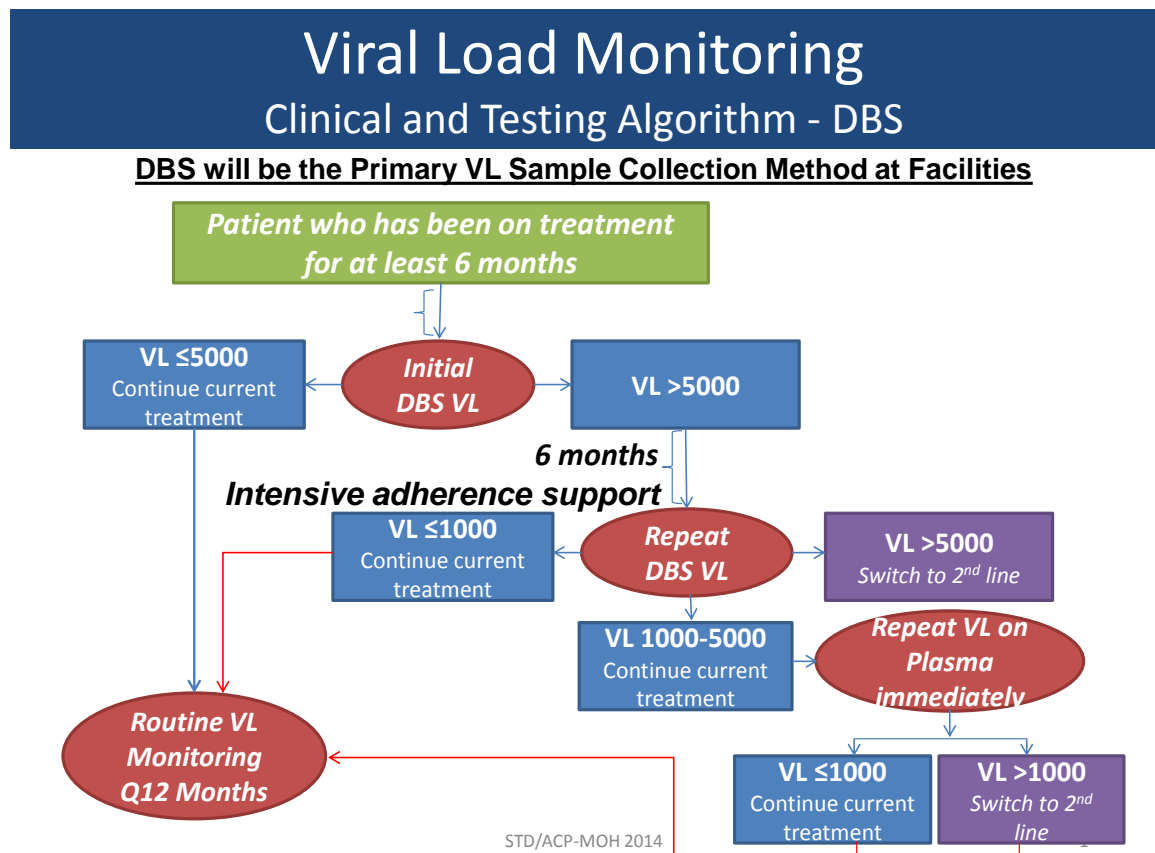 Viral Load Monitoring
Clinical and Testing Algorithm - DBS
DBS will be the Primary VL Sample Collection Method at Facilities
Patient who has been on treatment
for at least 6 months
VL ≤5000
Continue current
treatment
Initial
DBS VL
VL >5000
6 months
Intensive adherence support
VL ≤1000
Continue current
treatment
Repeat
DBS VL
VL >5000
Switch to 2nd line
VL 1000-5000
Continue current
treatment
Repeat VL on
Plasma
immediately
Routine VL
Monitoring
Q12 Months
VL ≤1000
Continue current
treatment
VL >1000
Switch to 2nd
line
STD/ACP-MOH 2014